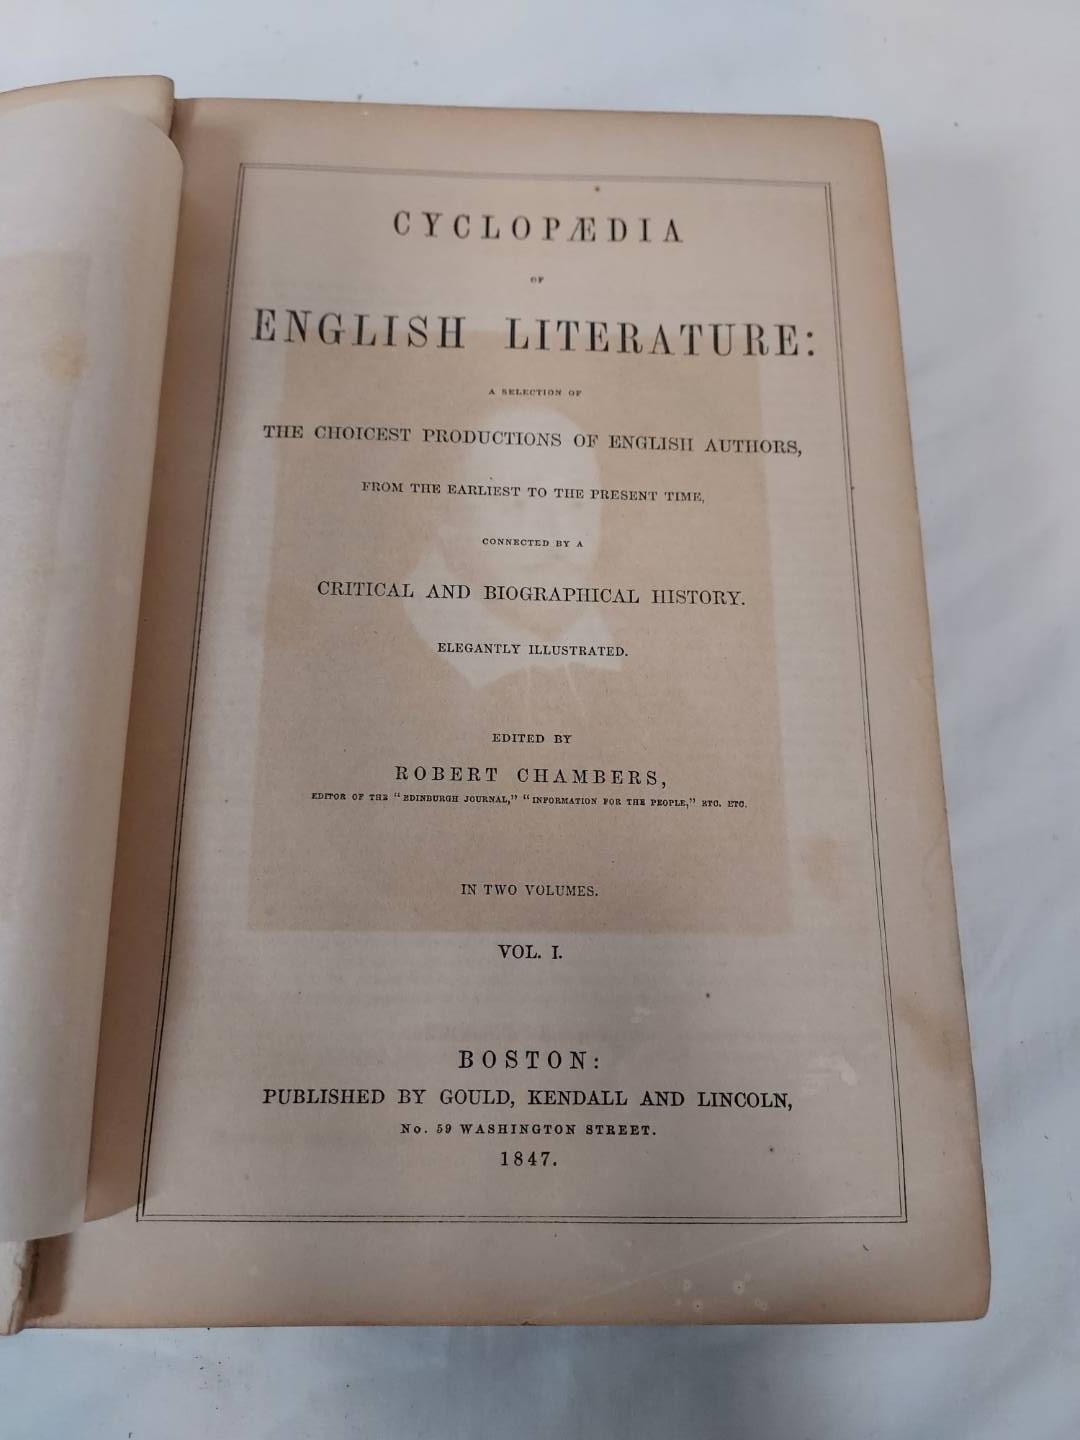 CYCLOPÆDIA
OF
ENGLISH LITERATURE:
A SELECTION OF
THE CHOICEST PRODUCTIONS OF ENGLISH AUTHORS,
FROM THE EARLIEST TO THE PRESENT TIME,
CONNECTED BY A
CRITICAL AND BIOGRAPHICAL HISTORY.
ELEGANTLY ILLUSTRATED.
EDITED BY
ROBERT CHAMBERS,
EDITOR OF THE "EDINBURGH JOURNAL," "INFORMATION FOR THE PEOPLE," ETC. ETC.
IN TWO VOLUMES.
VOL. I.
BOSTON:
PUBLISHED BY GOULD, KENDALL AND LINCOLN,
No. 59 WASHINGTON STREET.
1847.